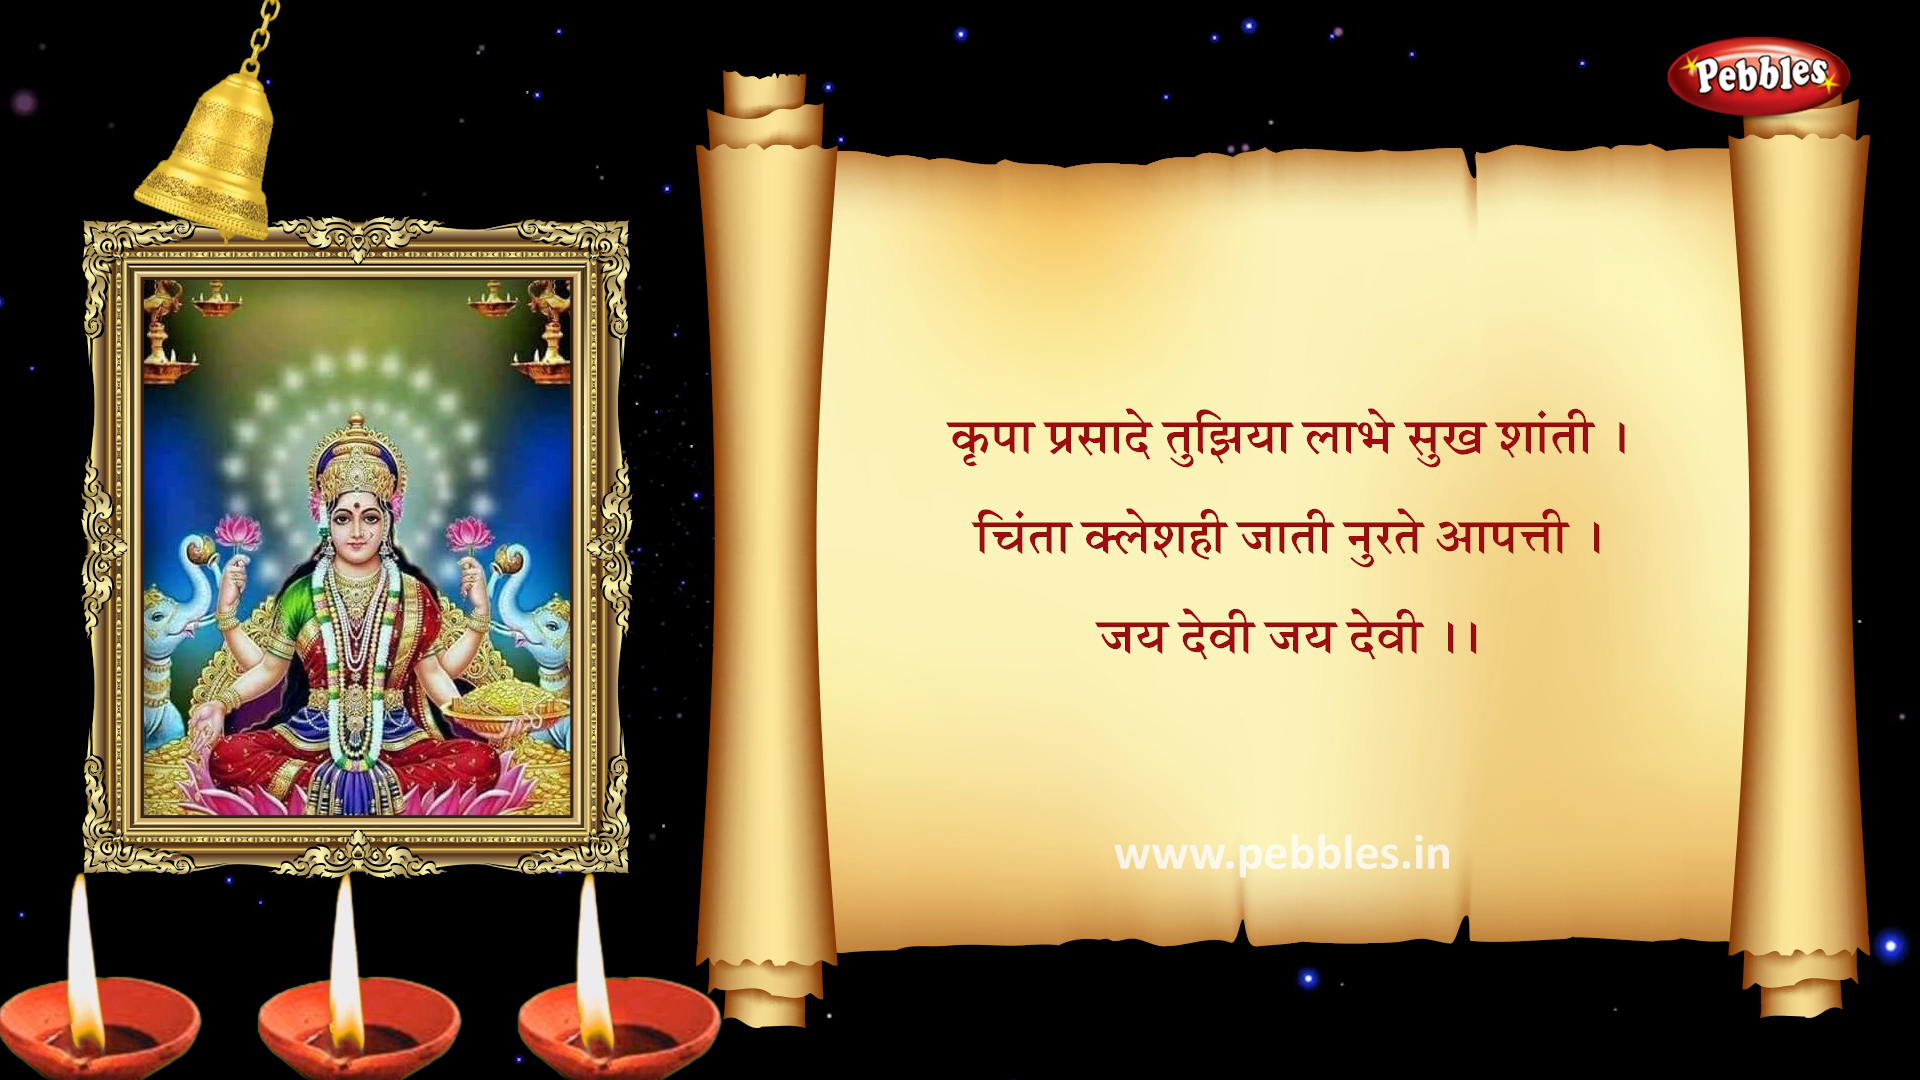 Pebbles
कृपा प्रसादे तुझिया लाभे सुख शांती ।
चिंता क्लेशही जाती नुरते आपत्ती ।
जय देवी जय देवी ।।
www.pebbles.in